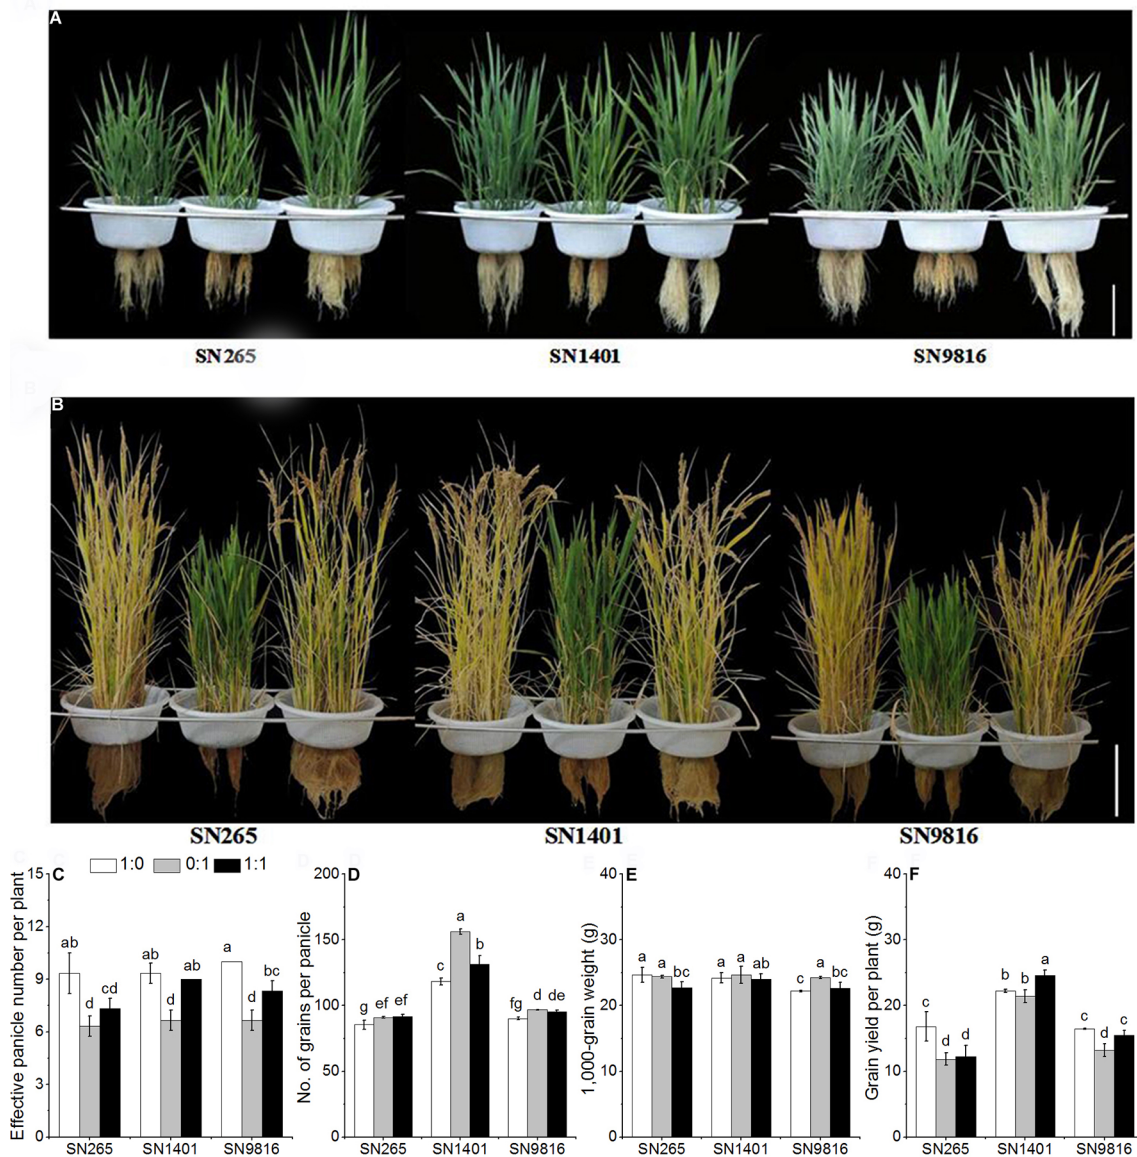 A
SN265 SN1401 SN9816
B
SN265 SN1401 SN9816
C 1:0 0:1 1:1
Effective panicle number per plant
15
12
9
6
3
0
ab d cd ab d ab a d bc
SN265 SN1401 SN9816
D
No. of grains per panicle
200
150
100
50
0
g ef ef c a b fg d de
SN265 SN1401 SN9816
E
1,000-grain weight (g)
40
30
20
10
0
a a bc a a ab c a bc
SN265 SN1401 SN9816
F
Grain yield per plant (g)
40
30
20
10
0
c d d b b a c d c
SN265 SN1401 SN9816